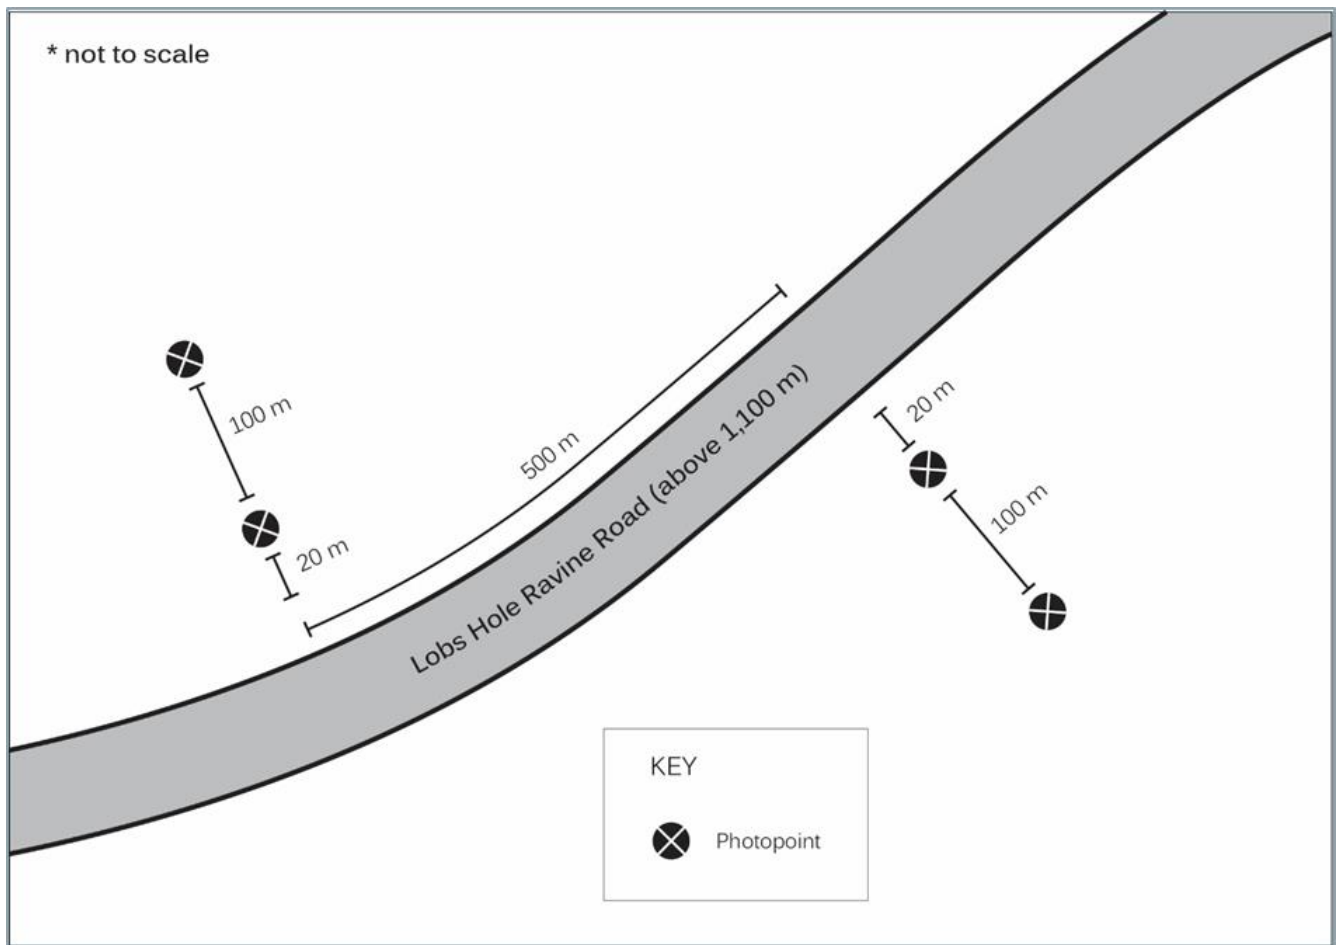 * not to scale
100 m
20 m
500 m
Lobs Hole Ravine Road (above 1,100 m)
20 m
100 m
KEY
Photopoint